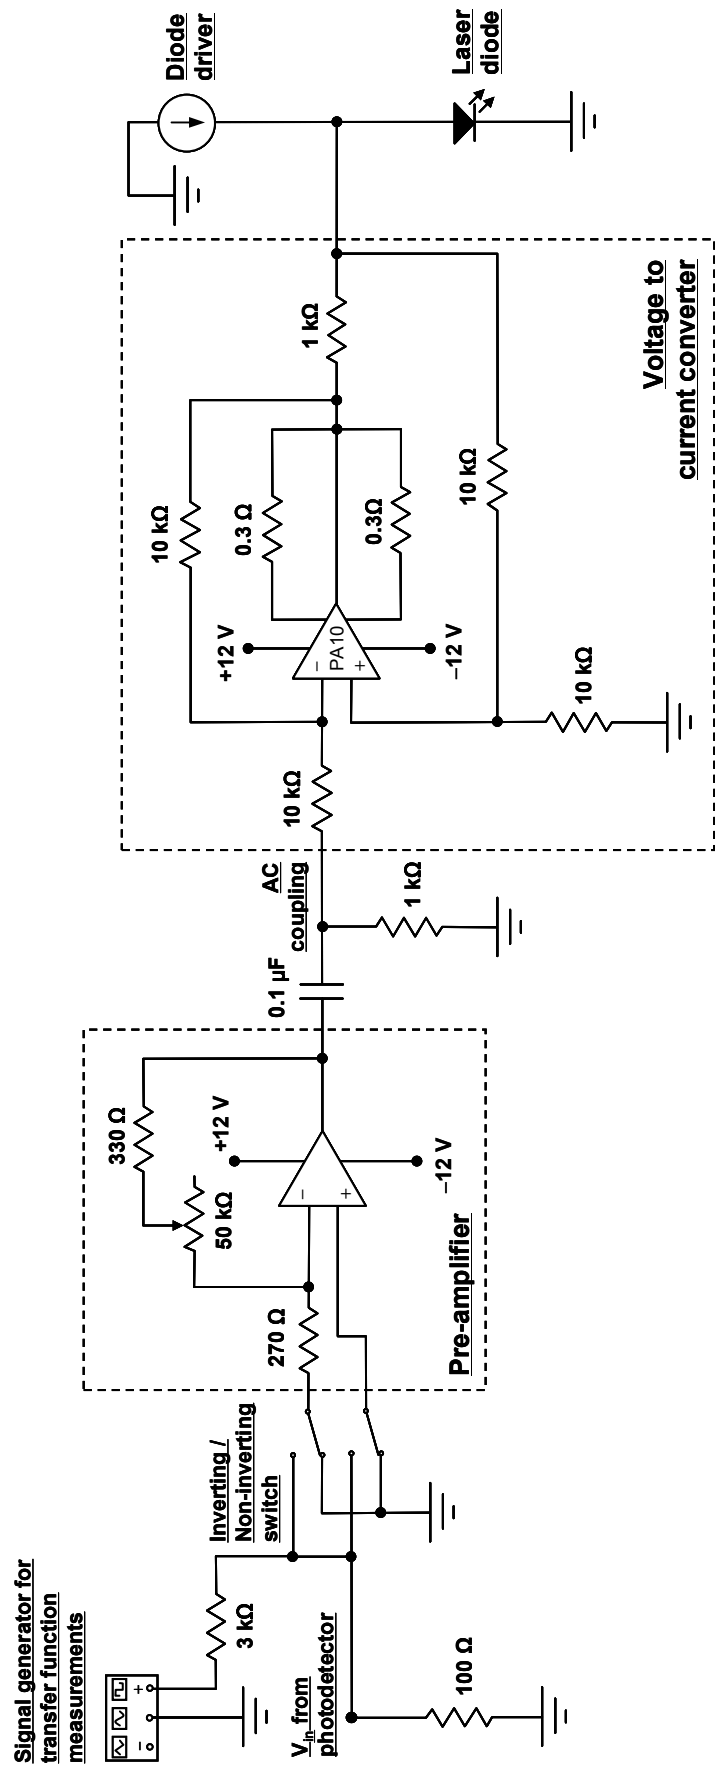 Signal generator for
transfer function
measurements
− +
3 kΩ
V_in from
photodetector
100 Ω
Inverting /
Non-inverting
switch
270 Ω
Pre-amplifier
330 Ω
50 kΩ
+12 V
−
+
−12 V
0.1 µF
AC
coupling
1 kΩ
10 kΩ
10 kΩ
+12 V
−
PA10
+
−12 V
0.3 Ω
0.3Ω
10 kΩ
10 kΩ
1 kΩ
Voltage to
current converter
Diode
driver
Laser
diode